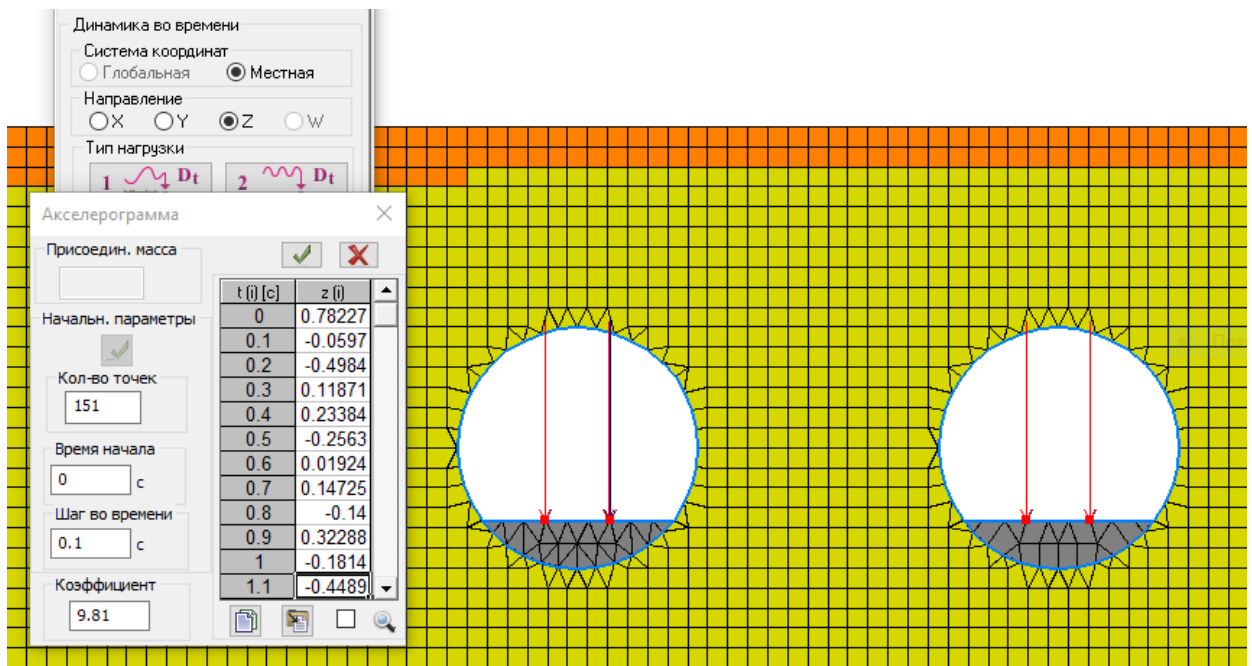 Динамика во времени
Система координат
Глобальная Местная
Направление
X Y Z W
Тип нагрузки
1 Dt 2 Dt
Акселерограмма
Присоедин. масса
Начальн. параметры
Кол-во точек
151
Время начала
0 с
Шаг во времени
0.1 с
Коэффициент
9.81
t (i) [c] z (i)
0 0.78227
0.1 -0.0597
0.2 -0.4984
0.3 0.11871
0.4 0.23384
0.5 -0.2563
0.6 0.01924
0.7 0.14725
0.8 -0.14
0.9 0.32288
1 -0.1814
1.1 -0.4489